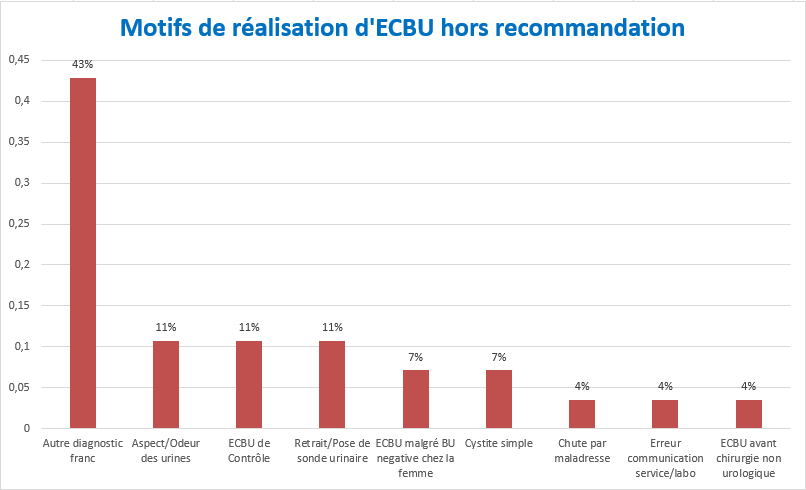 Motifs de réalisation d'ECBU hors recommandation
0,45
0,4
0,35
0,3
0,25
0,2
0,15
0,1
0,05
0
43%
11%
11%
11%
7%
7%
4%
4%
4%
Autre diagnostic
franc
Aspect/Odeur
des urines
ECBU de
Contrôle
Retrait/Pose de
sonde urinaire
ECBU malgré BU
negative chez la
femme
Cystite simple
Chute par
maladresse
Erreur
communication
service/labo
ECBU avant
chirurgie non
urologique